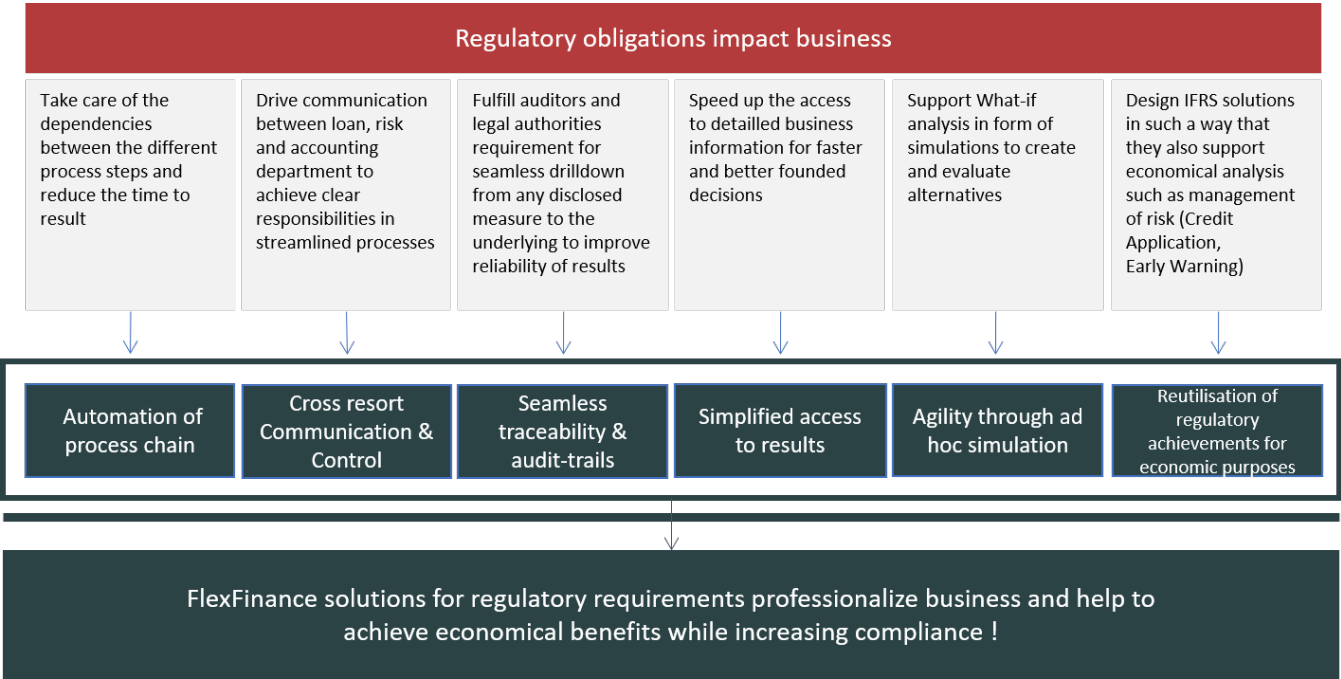 Regulatory obligations impact business
Take care of the
dependencies
between the different
process steps and
reduce the time to
result
Drive communication
between loan, risk
and accounting
department to
achieve clear
responsibilities in
streamlined processes
Fulfill auditors and
legal authorities
requirement for
seamless drilldown
from any disclosed
measure to the
underlying to improve
reliability of results
Speed up the access
to detailled business
information for faster
and better founded
decisions
Support What-if
analysis in form of
simulations to create
and evaluate
alternatives
Design IFRS solutions
in such a way that
they also support
economical analysis
such as management
of risk (Credit
Application,
Early Warning)
Automation of
process chain
Cross resort
Communication &
Control
Seamless
traceability &
audit-trails
Simplified access
to results
Agility through ad
hoc simulation
Reutilisation of
regulatory
achievements for
economic purposes
FlexFinance solutions for regulatory requirements professionalize business and help to
achieve economical benefits while increasing compliance !